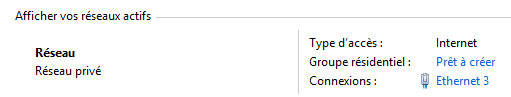 Afficher vos réseaux actifs
Réseau
Réseau privé
Type d'accès : Internet
Groupe résidentiel : Prêt à créer
Connexions : Ethernet 3